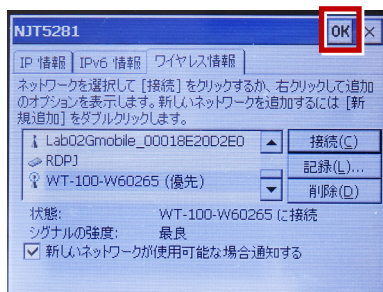 NJT5281 OK ×
IP 情報 IPv6 情報 ワイヤレス情報
ネットワークを選択して [接続] をクリックするか、右クリックして追加
のオプションを表示します。新しいネットワークを追加するには [新
規追加] をダブルクリックします。
Lab02Gmobile_00018E20D2E0
接続(C)
RDPJ
記録(L)...
WT-100-W60265 (優先)
削除(D)
状態: WT-100-W60265 に接続
シグナルの強度: 最良
新しいネットワークが使用可能な場合通知する